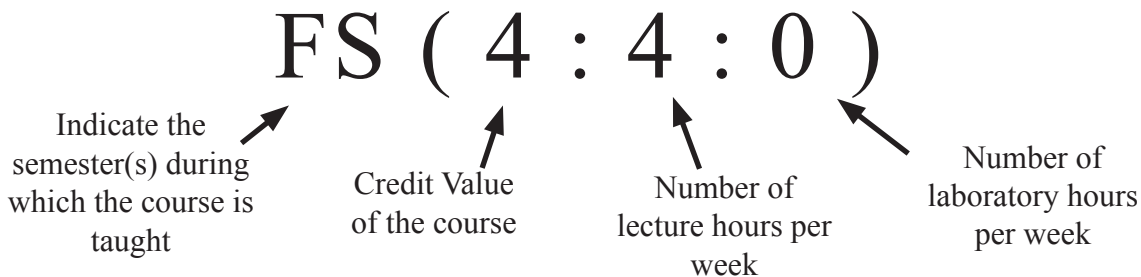 FS ( 4 : 4 : 0 )
Indicate the
semester(s) during
which the course is
taught
Credit Value
of the course
Number of
lecture hours per
week
Number of
laboratory hours
per week